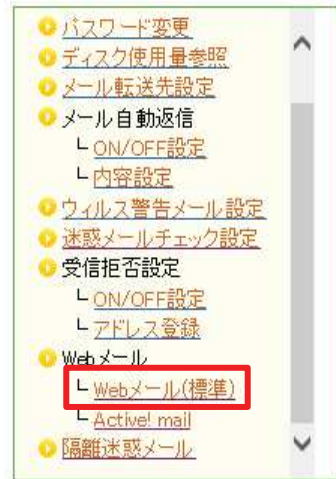 パスワード変更
ディスク使用量参照
メール転送先設定
メール自動返信
└ ON/OFF設定
└ 内容設定
ウィルス警告メール設定
迷惑メールチェック設定
受信拒否設定
└ ON/OFF設定
└ アドレス登録
Webメール
└ Webメール(標準)
└ Active! mail
隔離迷惑メール